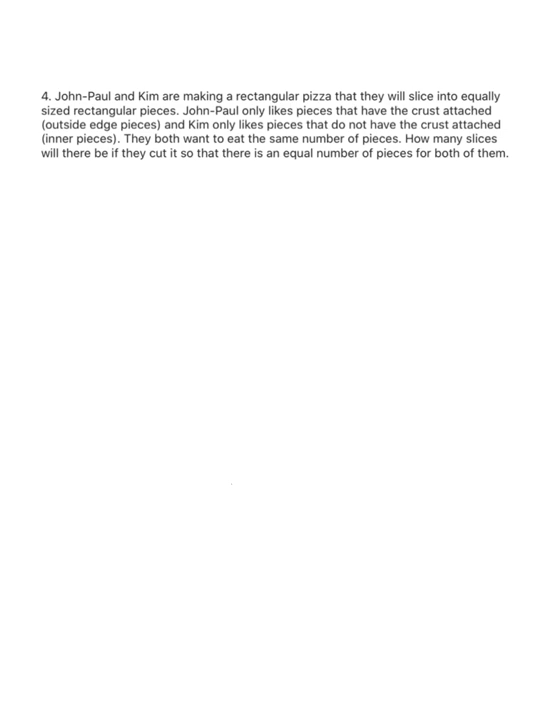 4. John-Paul and Kim are making a rectangular pizza that they will slice into equally
sized rectangular pieces. John-Paul only likes pieces that have the crust attached
(outside edge pieces) and Kim only likes pieces that do not have the crust attached
(inner pieces). They both want to eat the same number of pieces. How many slices
will there be if they cut it so that there is an equal number of pieces for both of them.